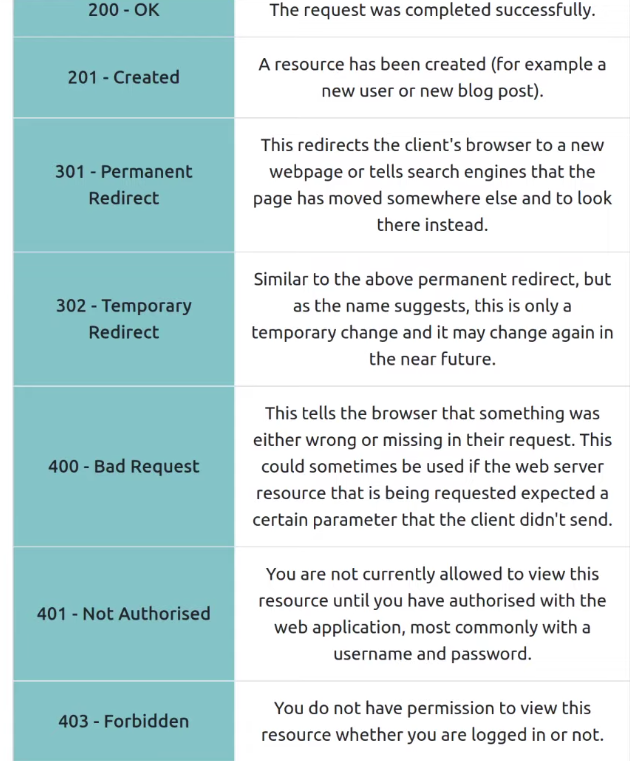 200 - OK
The request was completed successfully.
201 - Created
A resource has been created (for example a
new user or new blog post).
301 - Permanent
Redirect
This redirects the client's browser to a new
webpage or tells search engines that the
page has moved somewhere else and to look
there instead.
302 - Temporary
Redirect
Similar to the above permanent redirect, but
as the name suggests, this is only a
temporary change and it may change again in
the near future.
400 - Bad Request
This tells the browser that something was
either wrong or missing in their request. This
could sometimes be used if the web server
resource that is being requested expected a
certain parameter that the client didn't send.
401 - Not Authorised
You are not currently allowed to view this
resource until you have authorised with the
web application, most commonly with a
username and password.
403 - Forbidden
You do not have permission to view this
resource whether you are logged in or not.